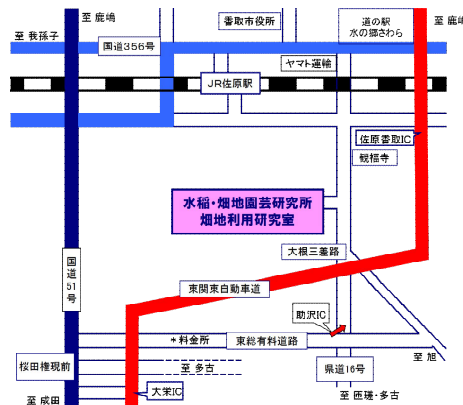 至 鹿嶋
香取市役所
道の駅
水の郷さわら
至 鹿嶋
至 我孫子
国道356号
ヤマト運輸
JR佐原駅
佐原香取IC
観福寺
水稲・畑地園芸研究所
畑地利用研究室
大根三差路
国道51号
東関東自動車道
助沢IC
*料金所
東総有料道路
至 旭
桜田権現前
至 多古
県道16号
大栄IC
至 成田
至 匝瑳・多古